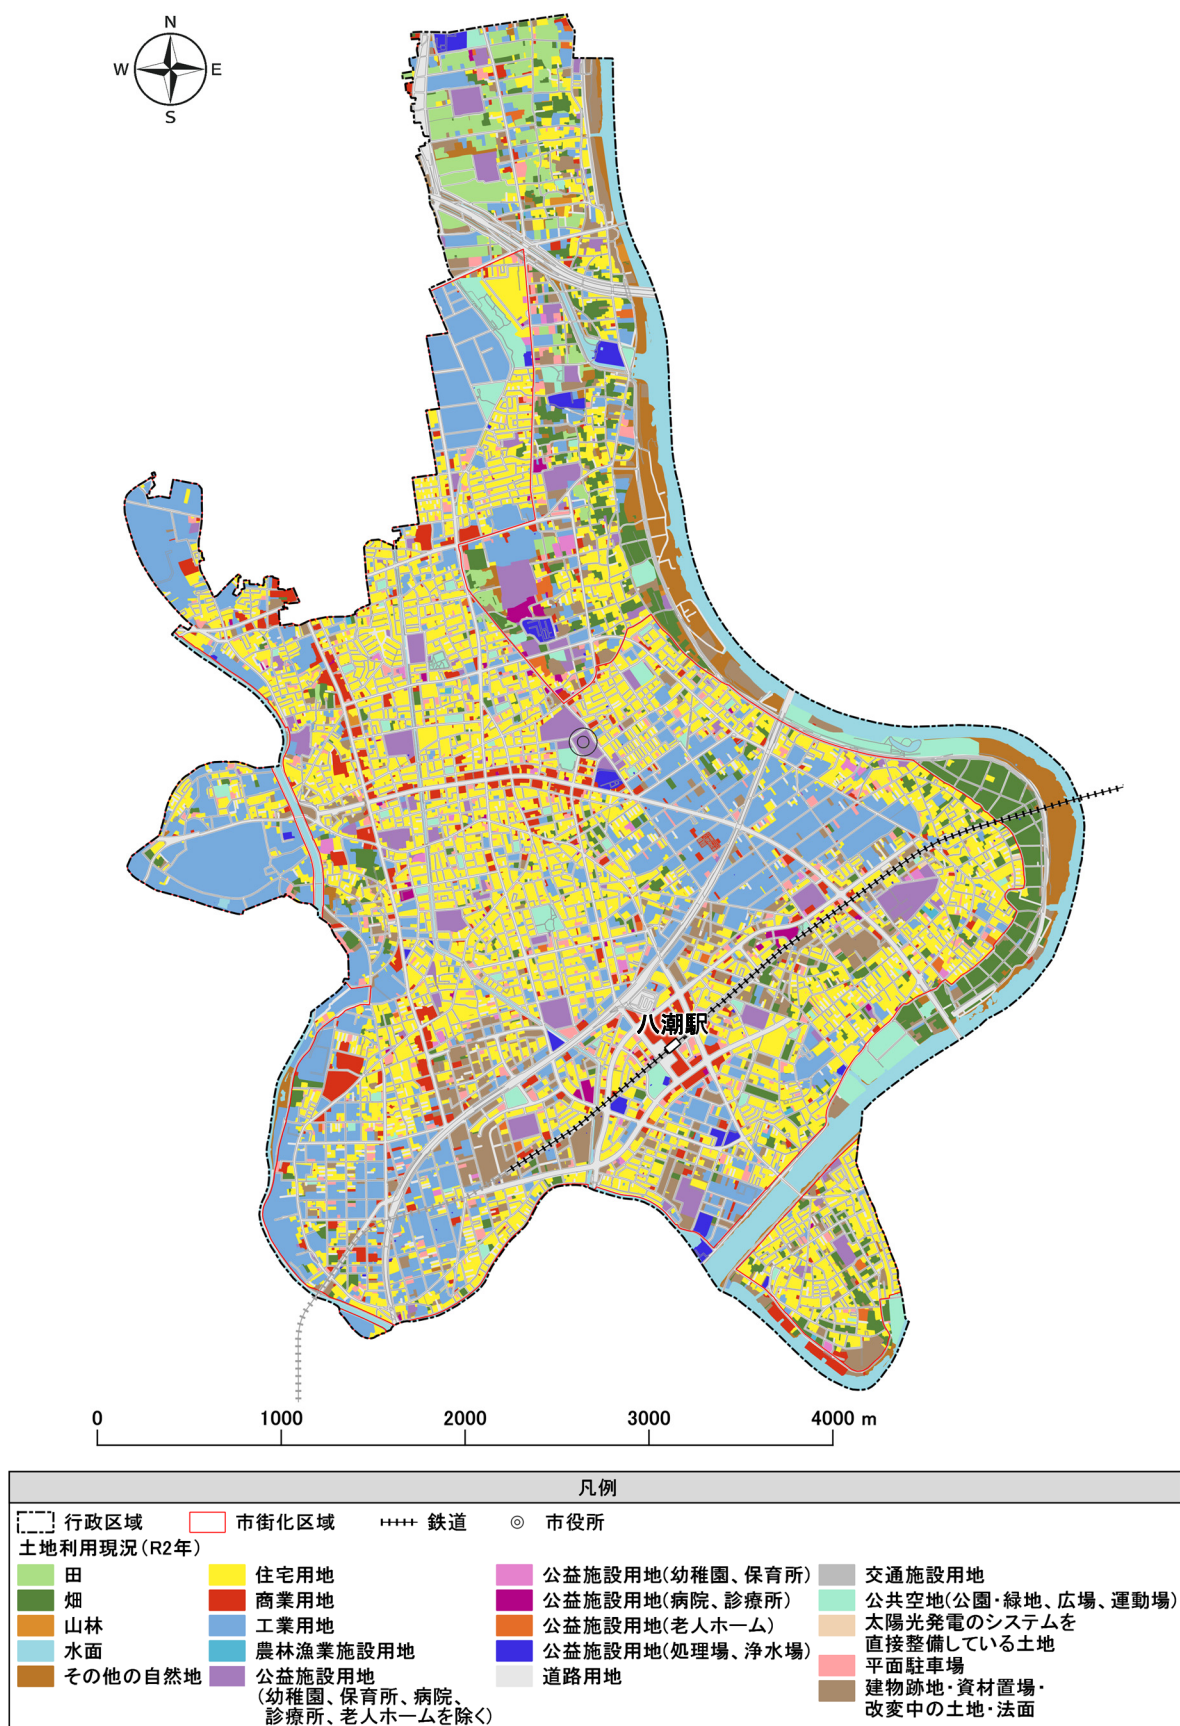 N
W E
S
八潮駅
0 1000 2000 3000 4000 m
凡例
行政区域 市街化区域 鉄道 市役所
土地利用現況(R2年)
田 住宅用地 公益施設用地(幼稚園、保育所) 交通施設用地
畑 商業用地 公益施設用地(病院、診療所) 公共空地(公園・緑地、広場、運動場)
山林 工業用地 公益施設用地(老人ホーム) 太陽光発電のシステムを
直接整備している土地
水面 農林漁業施設用地 公益施設用地(処理場、浄水場)
平面駐車場
その他の自然地 公益施設用地 道路用地
(幼稚園、保育所、病院、
診療所、老人ホームを除く)
建物跡地・資材置場・
改変中の土地・法面